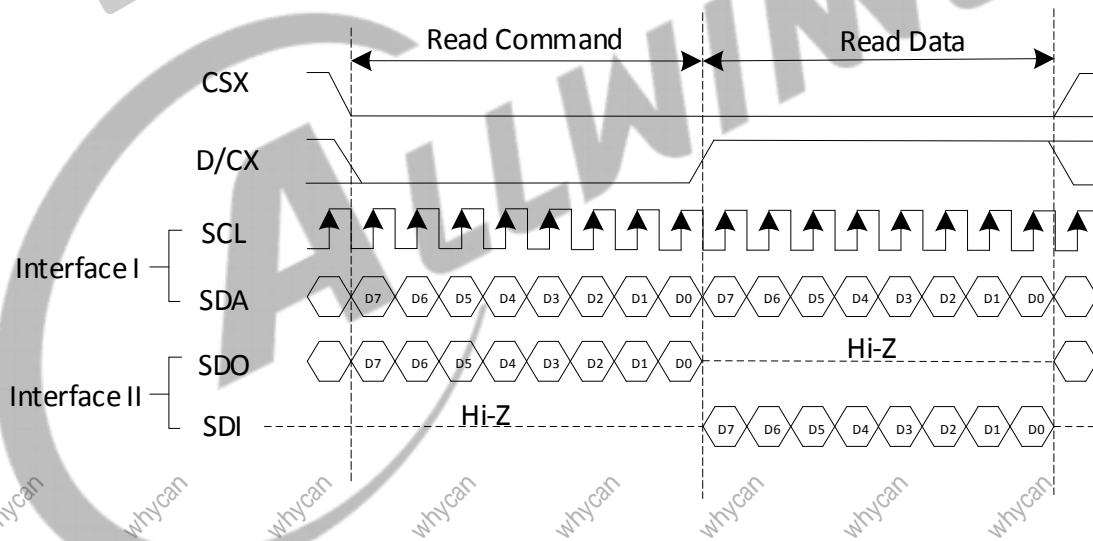 Read Command
Read Data
CSX
D/CX
SCL
Interface I
SDA
D7 D6 D5 D4 D3 D2 D1 D0 D7 D6 D5 D4 D3 D2 D1 D0
Hi-Z
SDO
D7 D6 D5 D4 D3 D2 D1 D0
Interface II
Hi-Z
SDI
D7 D6 D5 D4 D3 D2 D1 D0
whycan whycan whycan whycan whycan whycan whycan